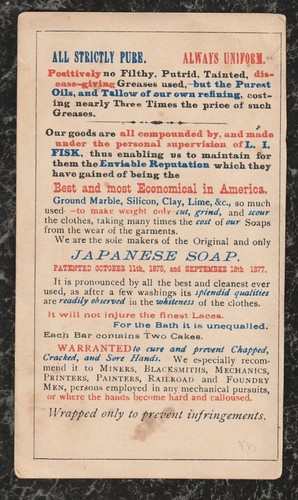 ALL STRICTLY PURE. ALWAYS UNIFORM.
Positively no Filthy, Putrid, Tainted, dis-
ease-giving Greases used,—but the Purest
Oils, and Tallow of our own refining, cost-
ing nearly Three Times the price of such
Greases.
Our goods are all compounded by, and made
under the personal supervision of L. I.
FISK, thus enabling us to maintain for
them the Enviable Reputation which they
have gained of being the
Best and most Economical in America.
Ground Marble, Silicon, Clay, Lime, &c., so much
used—to make weight only cut, grind, and scour
the clothes, taking many times the cost of our Soaps
from the wear of the garments.
We are the sole makers of the Original and only
JAPANESE SOAP.
PATENTED OCTOBER 11th, 1875, and SEPTEMBER 18th, 1877.
It is pronounced by all the best and cleanest ever
used, as after a few washings its splendid qualities
are readily observed in the whiteness of the clothes.
It will not injure the finest Laces.
For the Bath it is unequalled.
Each Bar contains Two Cakes.
WARRANTED to cure and prevent Chapped,
Cracked, and Sore Hands. We especially recom-
mend it to MINERS, BLACKSMITHS, MECHANICS,
PRINTERS, PAINTERS, RAILROAD and FOUNDRY
MEN, persons employed in any mechanical pursuits,
or where the hands become hard and calloused.
Wrapped only to prevent infringements.